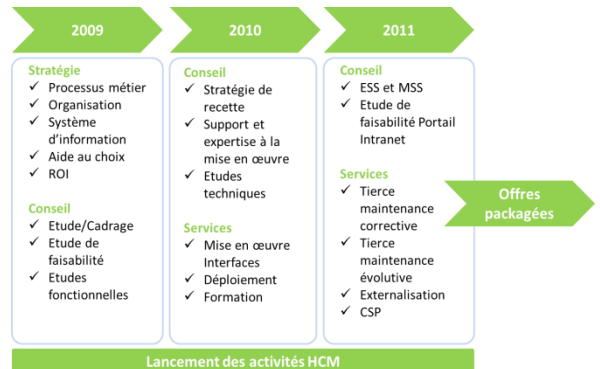 2009
Stratégie
✓ Processus métier
✓ Organisation
✓ Système
d'information
✓ Aide au choix
✓ ROI
Conseil
✓ Etude/Cadrage
✓ Etude de
faisabilité
✓ Etudes
fonctionnelles
2010
Conseil
✓ Stratégie de
recette
✓ Support et
expertise à la
mise en œuvre
✓ Etudes
techniques
Services
✓ Mise en œuvre
Interfaces
✓ Déploiement
✓ Formation
2011
Conseil
✓ ESS et MSS
✓ Etude de
faisabilité Portail
Intranet
Services
✓ Tierce
maintenance
corrective
✓ Tierce
maintenance
évolutive
✓ Externalisation
✓ CSP
Offres
packagées
Lancement des activités HCM